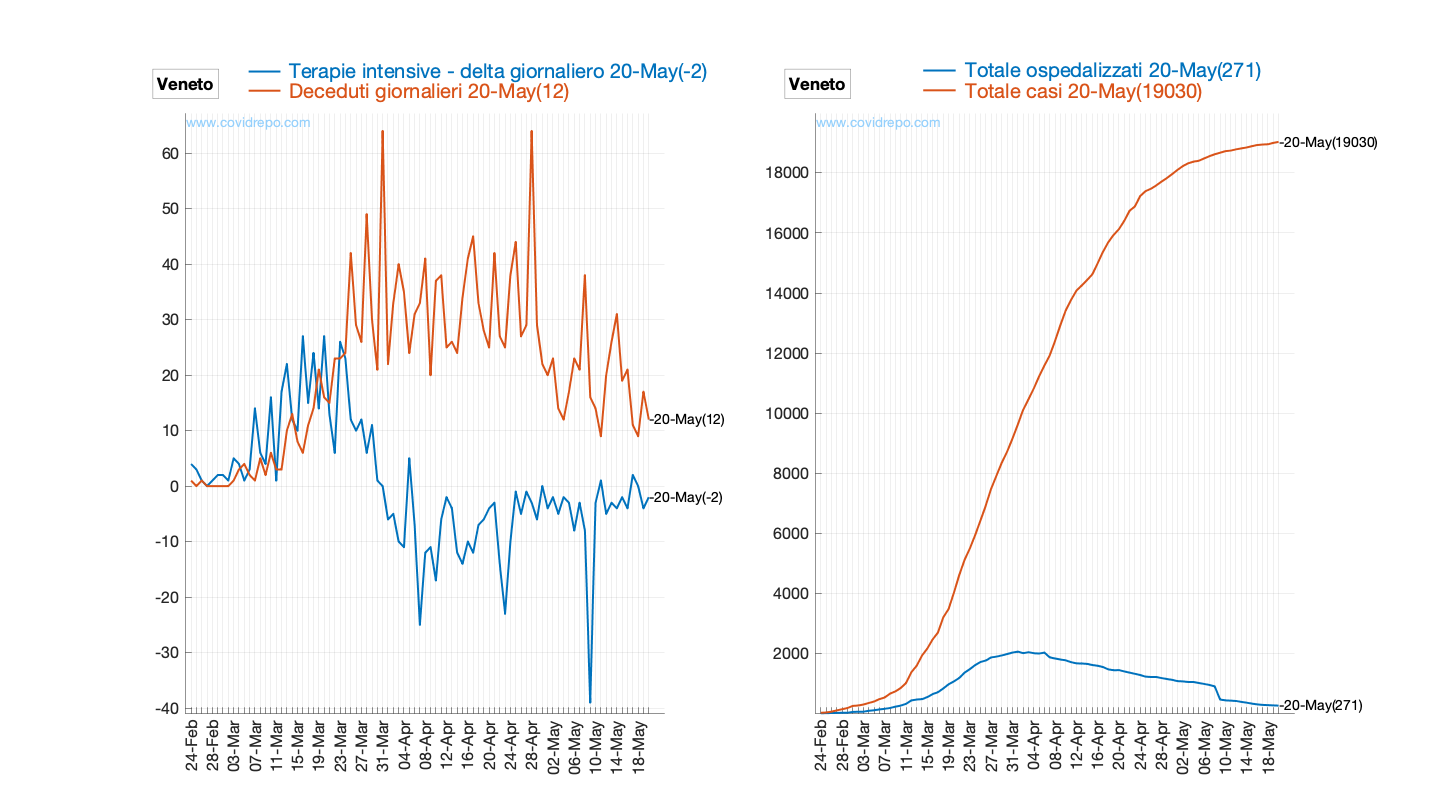 Veneto
Terapie intensive - delta giornaliero 20-May(-2)
Deceduti giornalieri 20-May(12)
www.covidrepo.com
60
50
40
30
20
10
0
-10
-20
-30
-40
-20-May(12)
-20-May(-2)
24-Feb
28-Feb
03-Mar
07-Mar
11-Mar
15-Mar
19-Mar
23-Mar
27-Mar
31-Mar
04-Apr
08-Apr
12-Apr
16-Apr
20-Apr
24-Apr
28-Apr
02-May
06-May
10-May
14-May
18-May
Veneto
Totale ospedalizzati 20-May(271)
Totale casi 20-May(19030)
www.covidrepo.com
18000
16000
14000
12000
10000
8000
6000
4000
2000
-20-May(19030)
-20-May(271)
24-Feb
28-Feb
03-Mar
07-Mar
11-Mar
15-Mar
19-Mar
23-Mar
27-Mar
31-Mar
04-Apr
08-Apr
12-Apr
16-Apr
20-Apr
24-Apr
28-Apr
02-May
06-May
10-May
14-May
18-May